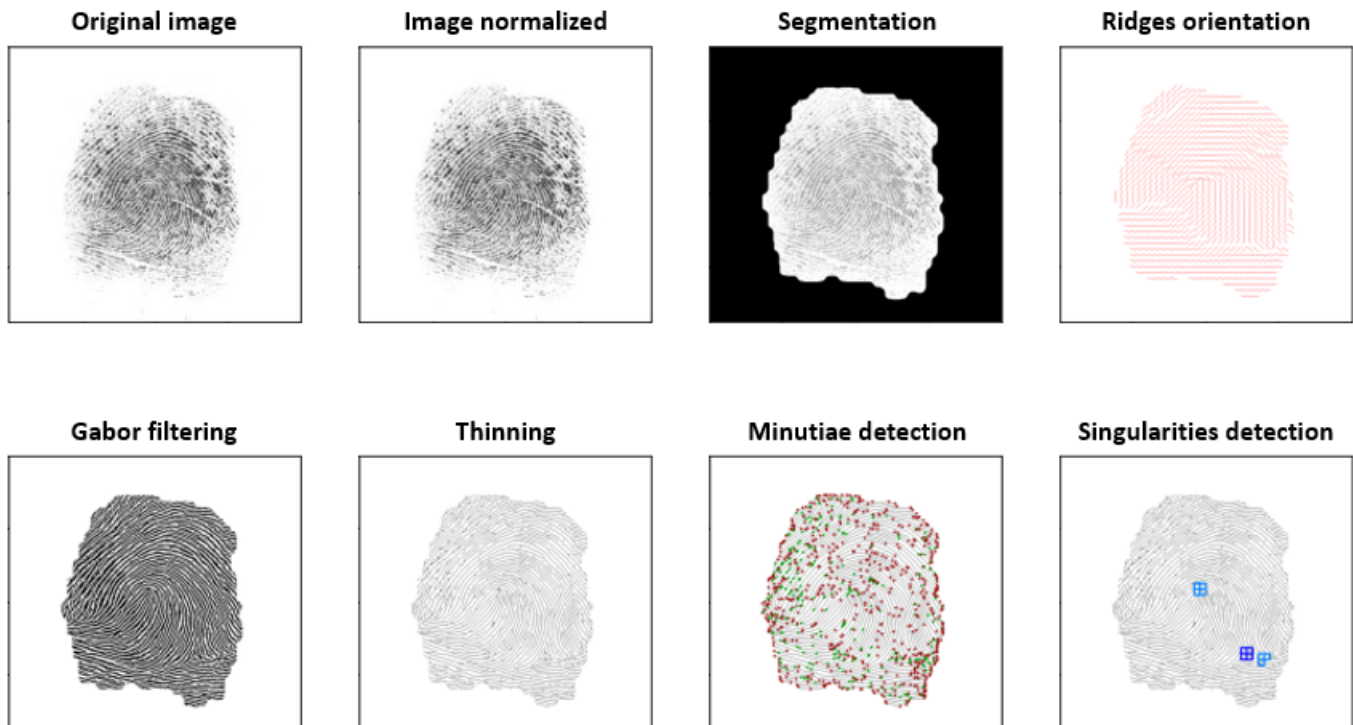 Original image
Image normalized
Segmentation
Ridges orientation
Gabor filtering
Thinning
Minutiae detection
Singularities detection